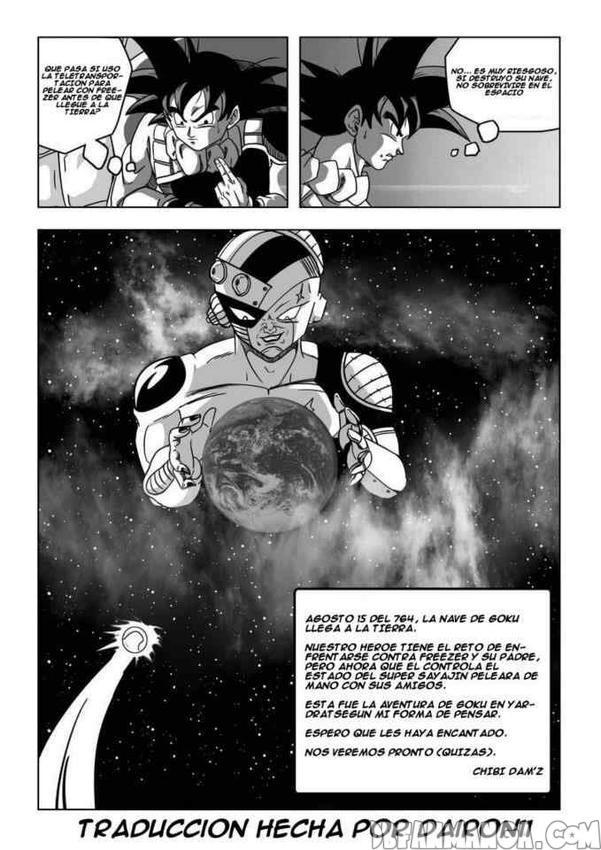 QUE PASA SI USO
LA TELETRANSPOR-
TACION PARA
PELEAR CON FREE-
ZER ANTES DE QUE
LLEGUE A LA
TIERRA?
NO... ES MUY RIESGOSO,
SI DESTRUYO SU NAVE,
NO SOBREVIVIRE EN EL
ESPACIO
AGOSTO 15 DEL 764, LA NAVE DE GOKU
LLEGA A LA TIERRA.
NUESTRO HEROE TIENE EL RETO DE EN-
FRENTARSE CONTRA FREEZER Y SU PADRE,
PERO AHORA QUE EL CONTROLA EL
ESTADO DEL SUPER SAYAJIN PELEARA DE
MANO CON SUS AMIGOS.
ESTA FUE LA AVENTURA DE GOKU EN YAR-
DRATSEGUN MI FORMA DE PENSAR.
ESPERO QUE LES HAYA ENCANTADO.
NOS VEREMOS PRONTO (QUIZAS).
CHIBI DAM'Z
TRADUCCION HECHA POR DAIRON11
DBFANMANGA.COM